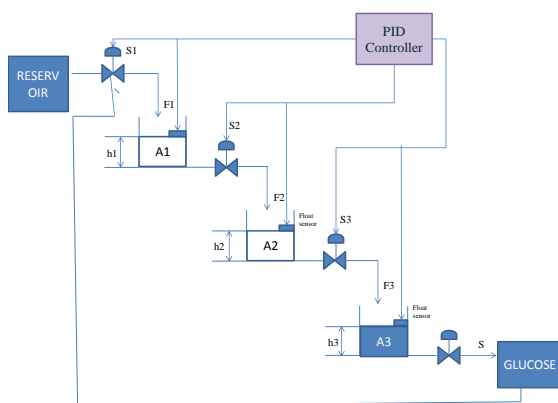 PID
Controller
S1
RESERV
OIR
F1
S2
h1
A1
F2
Float
sensor
S3
h2
A2
F3
Float
sensor
h3
A3
S
GLUCOSE